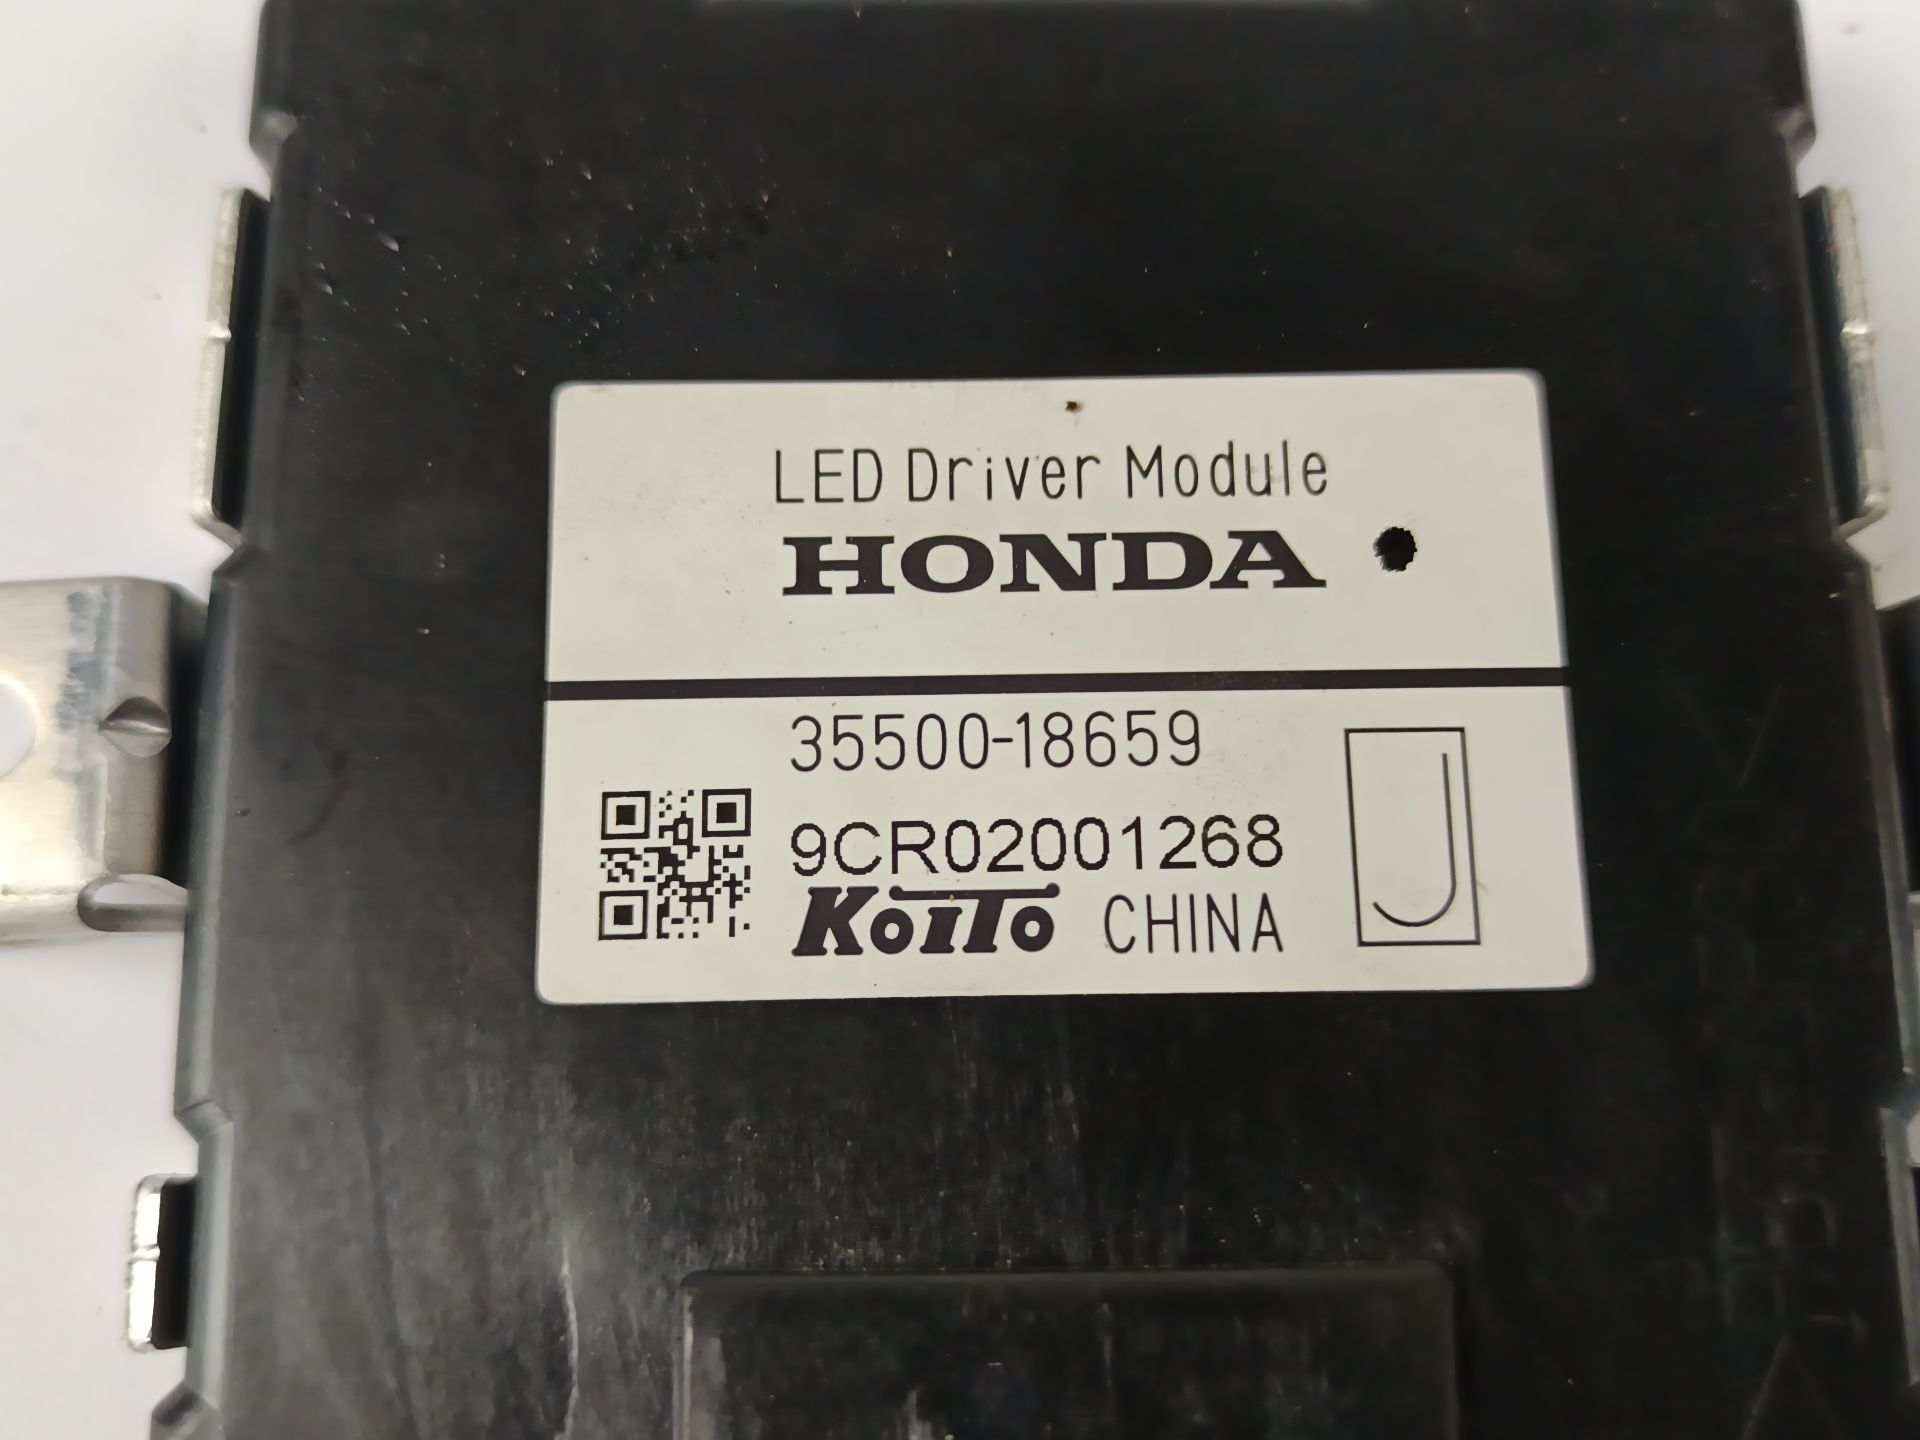 LED Driver Module
HONDA
35500-18659
9CR02001268
KOITO CHINA
J